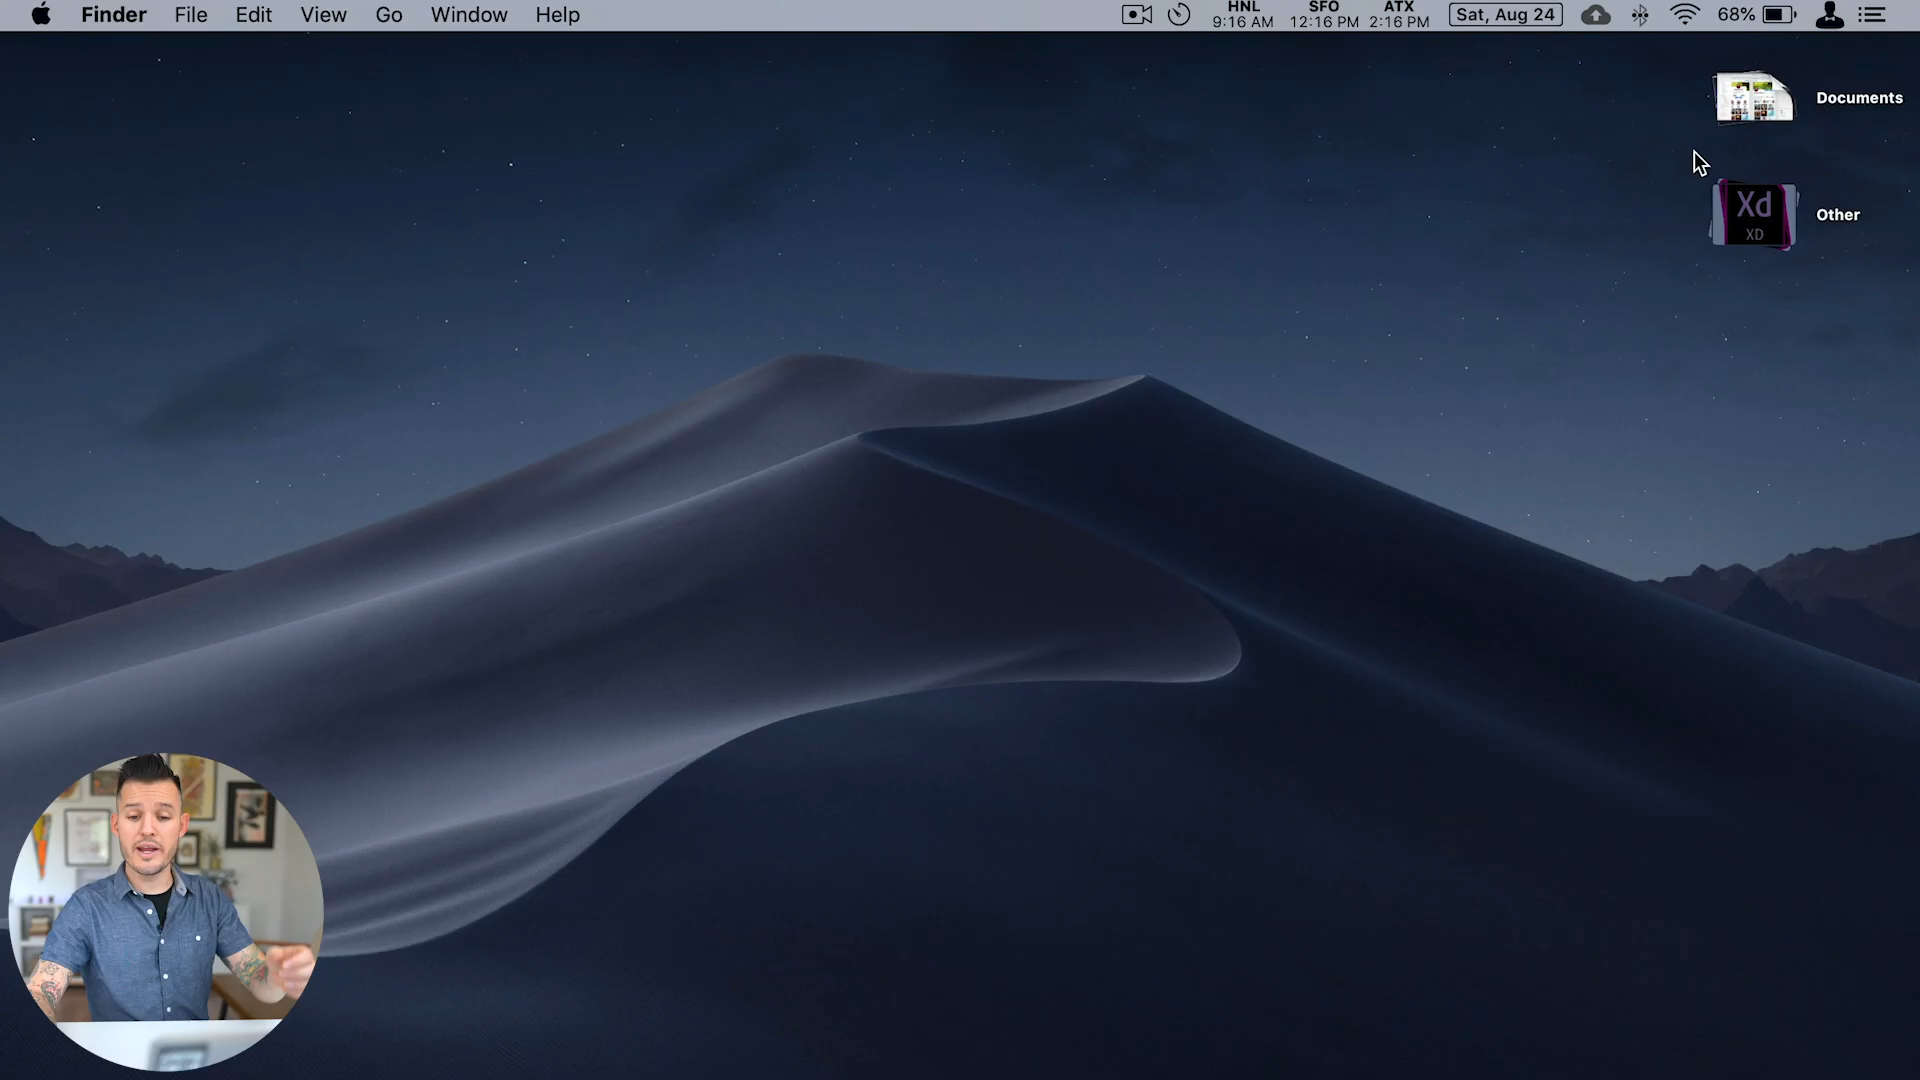 Finder File Edit View Go Window Help
HNL SFO ATX
9:16 AM 12:16 PM 2:16 PM
Sat, Aug 24
68%
Documents
Xd
XD
Other